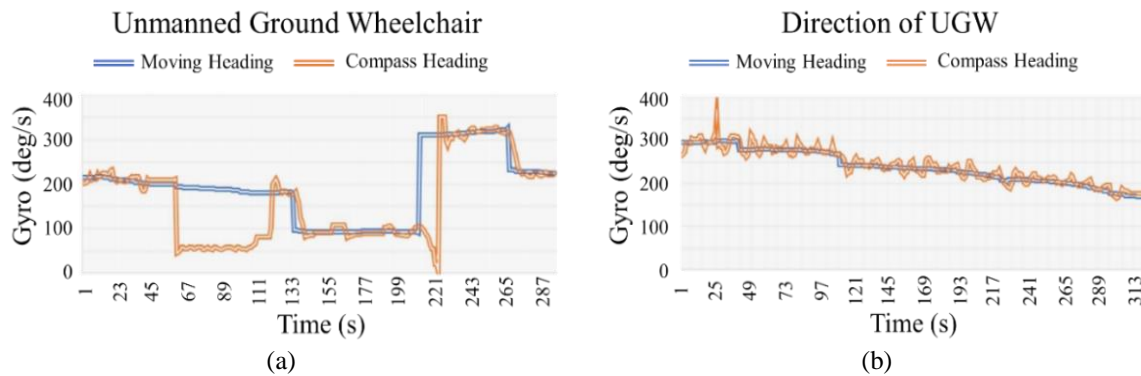 Unmanned Ground Wheelchair
Moving Heading Compass Heading
Gyro (deg/s)
400
300
200
100
0
1 23 45 67 89 111 133 155 177 199 221 243 265 287
Time (s)
(a)
Direction of UGW
Moving Heading Compass Heading
Gyro (deg/s)
400
300
200
100
0
1 25 49 73 97 121 145 169 193 217 241 265 289 313
Time (s)
(b)